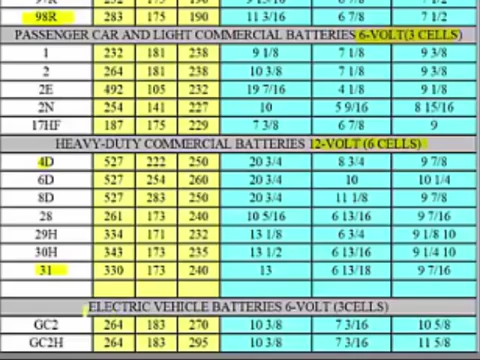 98R 283 175 190 11 3/16 6 7/8 7 1/2
PASSENGER CAR AND LIGHT COMMERCIAL BATTERIES 6-VOLT(3 CELLS)
1 232 181 238 9 1/8 7 1/8 9 3/8
2 264 181 238 10 3/8 7 1/8 9 3/8
2E 492 105 232 19 7/16 4 1/8 9 1/8
2N 254 141 227 10 5 9/16 8 15/16
17HF 187 175 229 7 3/8 6 7/8 9
HEAVY-DUTY COMMERCIAL BATTERIES 12-VOLT (6 CELLS)
4D 527 222 250 20 3/4 8 3/4 9 7/8
6D 527 254 260 20 3/4 10 10 1/4
8D 527 283 250 20 3/4 11 1/8 9 7/8
28 261 173 240 10 5/16 6 13/16 9 7/16
29H 334 171 232 13 1/8 6 3/4 9 1/8 10
30H 343 173 235 13 1/2 6 13/16 9 1/4 10
31 330 173 240 13 6 13/18 9 7/16
ELECTRIC VEHICLE BATTERIES 6-VOLT (3CELLS)
GC2 264 183 270 10 3/8 7 3/16 10 5/8
GC2H 264 183 295 10 3/8 7 3/16 11 5/8